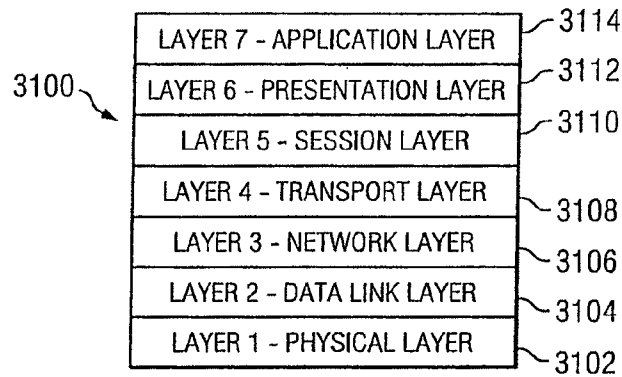 LAYER 7 - APPLICATION LAYER 3114
LAYER 6 - PRESENTATION LAYER 3112
3100
LAYER 5 - SESSION LAYER 3110
LAYER 4 - TRANSPORT LAYER 3108
LAYER 3 - NETWORK LAYER 3106
LAYER 2 - DATA LINK LAYER 3104
LAYER 1 - PHYSICAL LAYER 3102